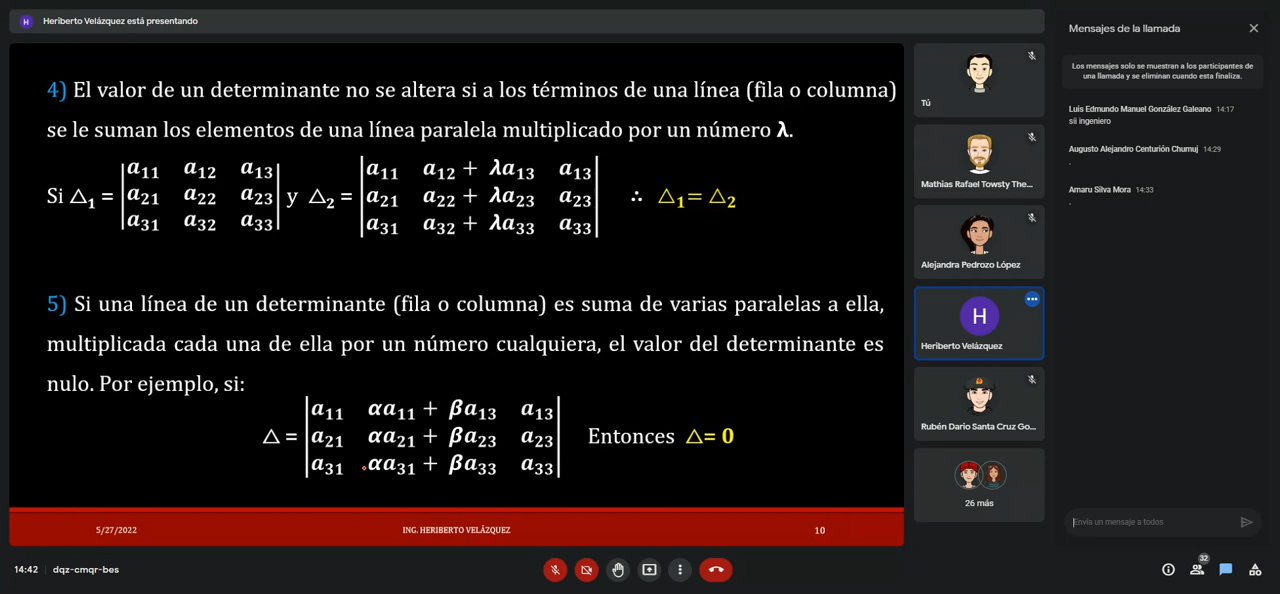 H Heriberto Velázquez está presentando
4) El valor de un determinante no se altera si a los términos de una línea (fila o columna)
se le suman los elementos de una línea paralela multiplicado por un número λ.
Si △₁ = |a₁₁ a₁₂ a₁₃| y △₂ = |a₁₁ a₁₂ + λa₁₃ a₁₃| ∴ △₁ = △₂
|a₂₁ a₂₂ a₂₃| |a₂₁ a₂₂ + λa₂₃ a₂₃|
|a₃₁ a₃₂ a₃₃| |a₃₁ a₃₂ + λa₃₃ a₃₃|
5) Si una línea de un determinante (fila o columna) es suma de varias paralelas a ella,
multiplicada cada una de ella por un número cualquiera, el valor del determinante es
nulo. Por ejemplo, si:
|a₁₁ αa₁₁ + βa₁₃ a₁₃|
△ = |a₂₁ αa₂₁ + βa₂₃ a₂₃| Entonces △= 0
|a₃₁ αa₃₁ + βa₃₃ a₃₃|
5/27/2022 ING. HERIBERTO VELÁZQUEZ 10
Tú
Mathias Rafael Towsty The...
Alejandra Pedrozo López
H
Heriberto Velázquez
Rubén Dario Santa Cruz Go...
26 más
Mensajes de la llamada
Los mensajes solo se muestran a los participantes de
una llamada y se eliminan cuando esta finaliza.
Luis Edmundo Manuel González Galeano 14:17
sii ingeniero
Augusto Alejandro Centurión Chumuj 14:29
.
Amaru Silva Mora 14:33
.
Envía un mensaje a todos
14:42 | dqz-cmqr-bes
32